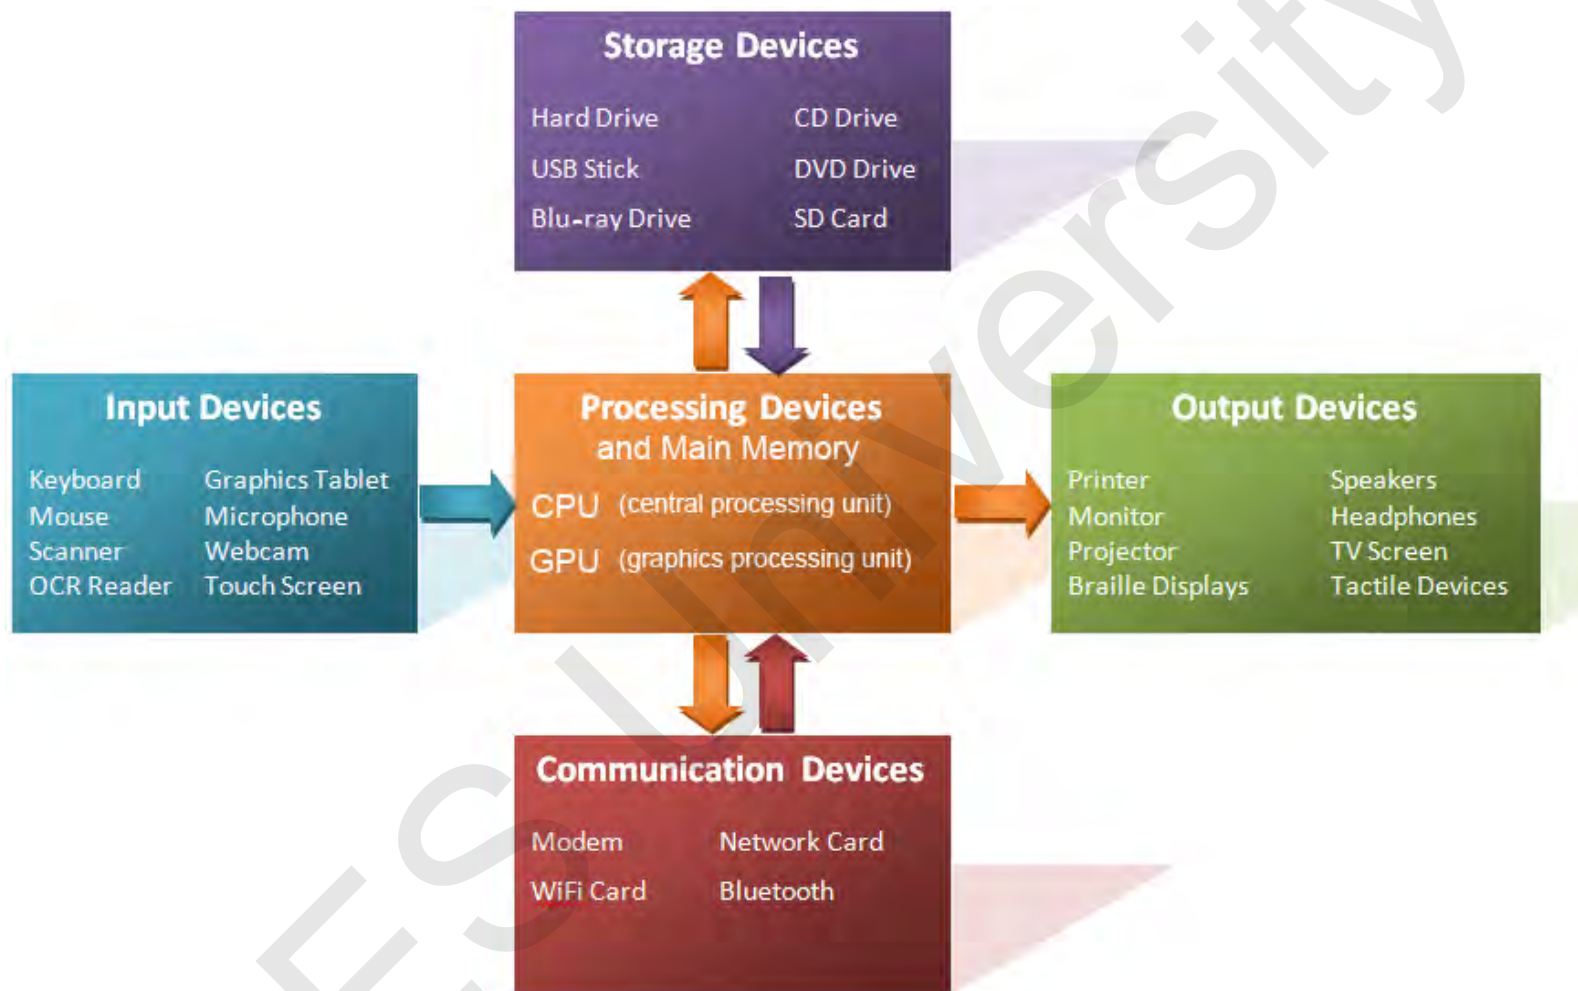 Storage Devices
Hard Drive CD Drive
USB Stick DVD Drive
Blu-ray Drive SD Card
Input Devices
Keyboard Graphics Tablet
Mouse Microphone
Scanner Webcam
OCR Reader Touch Screen
Processing Devices
and Main Memory
CPU (central processing unit)
GPU (graphics processing unit)
Output Devices
Printer Speakers
Monitor Headphones
Projector TV Screen
Braille Displays Tactile Devices
Communication Devices
Modem Network Card
WiFi Card Bluetooth
ES University